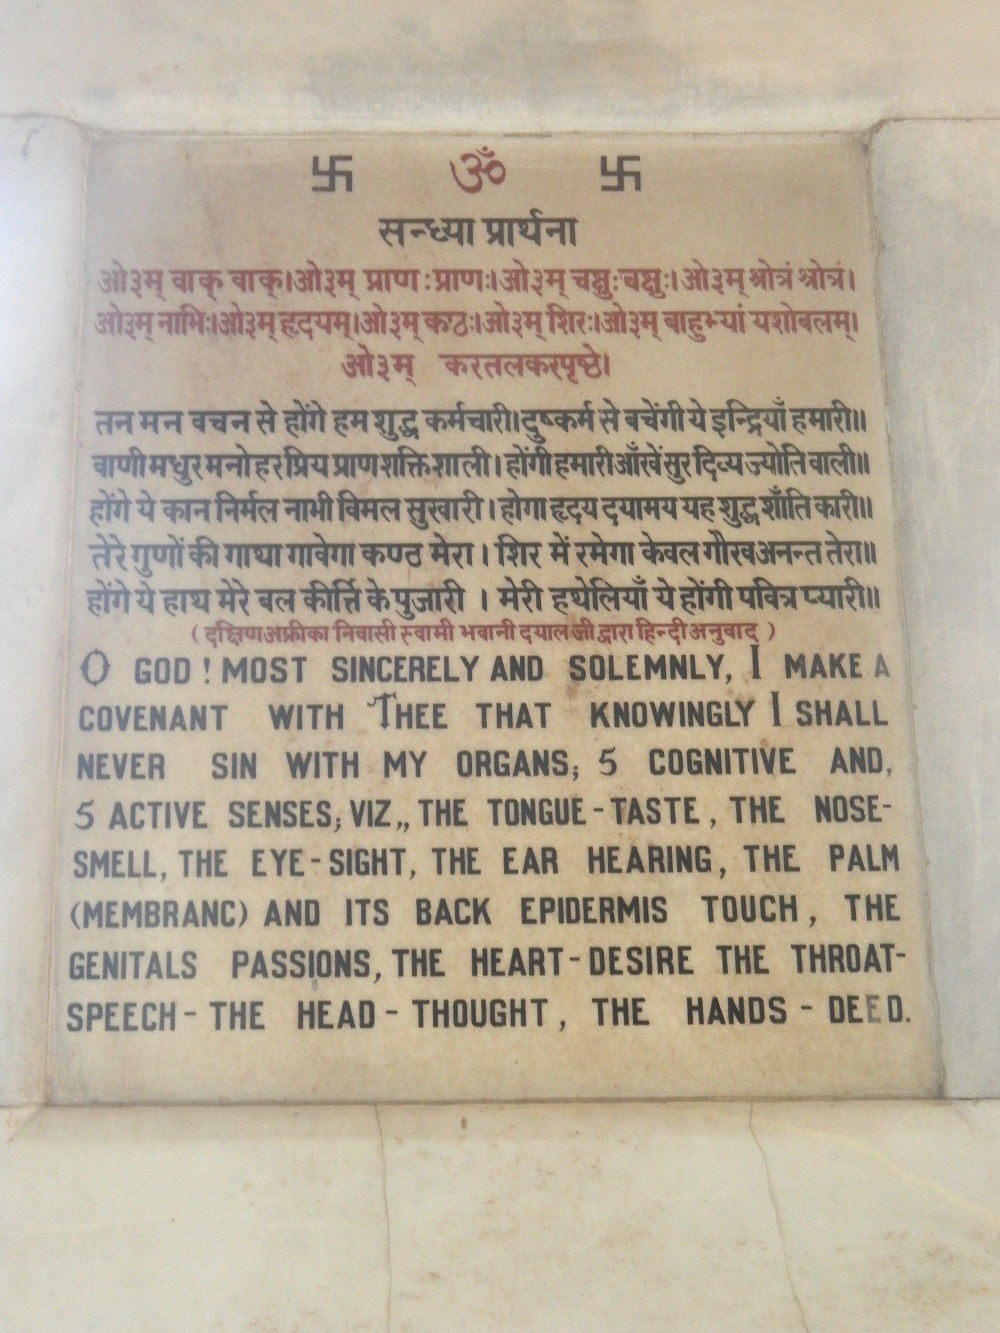 卐 ॐ 卐
सन्ध्या प्रार्थना
ओ३म् वाक् वाक्।ओ३म् प्राण :प्राणः।ओ३म् चक्षुःचक्षुः।ओ३म् श्रोत्रं श्रोत्रं।
ओ३म् नाभिः।ओ३म् हृदयम्।ओ३म् कण्ठः।ओ३म् शिरः।ओ३म् बाहुभ्यां यशोबलम्।
ओ३म् करतलकरपृष्ठे।
तन मन वचन से होंगे हम शुद्ध कर्मचारी।दुष्कर्म से बचेंगी ये इन्द्रियाँ हमारी॥
वाणी मधुर मनोहर प्रिय प्राणशक्तिशाली। होंगी हमारी आँखें सुर दिव्य ज्योति वाली॥
होंगे ये कान निर्मल नाभी विमल सुखारी। होगा हृदय दयामय यह शुद्ध शाँति कारी॥
तेरे गुणों की गाथा गावेगा कण्ठ मेरा। शिर में रमेगा केवल गौरव अनन्त तेरा॥
होंगे ये हाथ मेरे बल कीर्त्ति के पुजारी । मेरी हथेलियाँ ये होंगी पवित्र प्यारी॥
( दक्षिण अफ्रीका निवासी स्वामी भवानी दयाल जी द्वारा हिन्दी अनुवाद )
O GOD ! MOST SINCERELY AND SOLEMNLY, I MAKE A
COVENANT WITH THEE THAT KNOWINGLY I SHALL
NEVER SIN WITH MY ORGANS; 5 COGNITIVE AND,
5 ACTIVE SENSES; VIZ,, THE TONGUE-TASTE, THE NOSE-
SMELL, THE EYE-SIGHT, THE EAR HEARING, THE PALM
(MEMBRANC) AND ITS BACK EPIDERMIS TOUCH, THE
GENITALS PASSIONS, THE HEART-DESIRE THE THROAT-
SPEECH- THE HEAD- THOUGHT, THE HANDS - DEED.